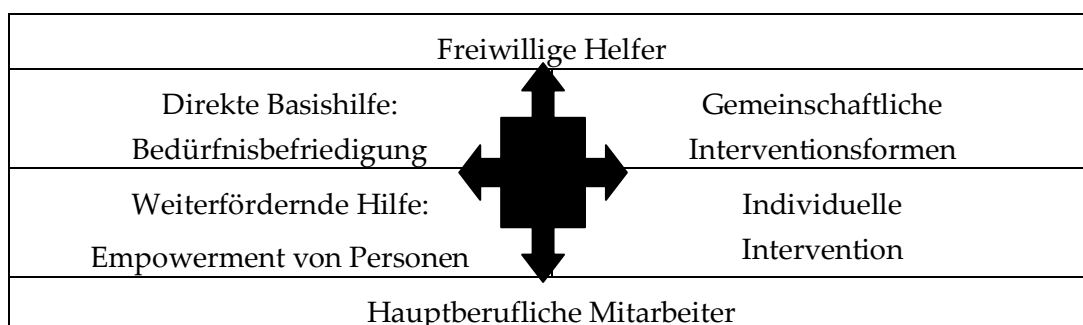 Freiwillige Helfer
Direkte Basishilfe:
Bedürfnisbefriedigung
Gemeinschaftliche
Interventionsformen
Weiterfördernde Hilfe:
Empowerment von Personen
Individuelle
Intervention
Hauptberufliche Mitarbeiter